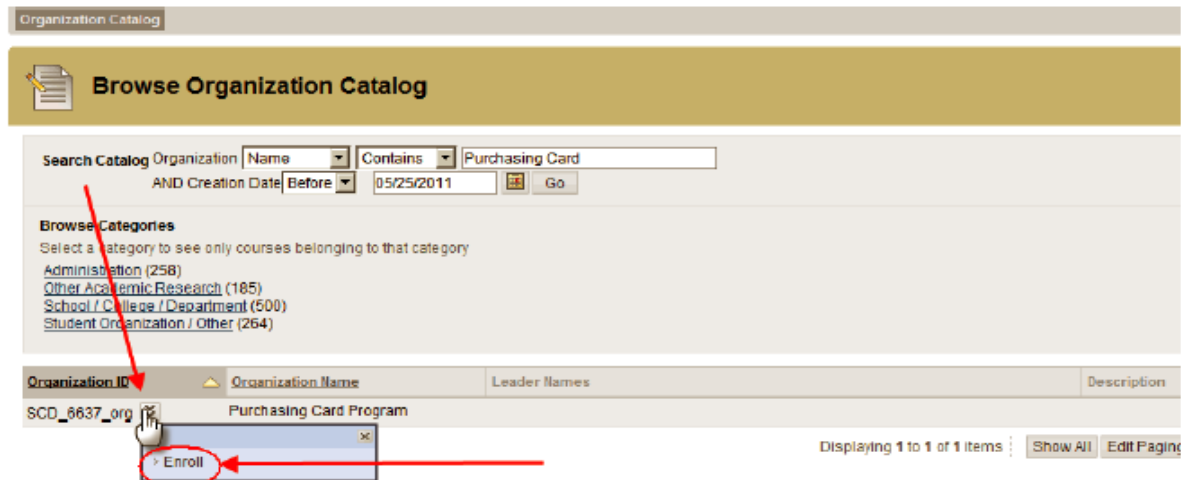 Organization Catalog
Browse Organization Catalog
Search Catalog Organization Name Contains Purchasing Card
AND Creation Date Before 05/25/2011 Go
Browse Categories
Select a category to see only courses belonging to that category
Administration (258)
Other Academic Research (185)
School / College / Department (500)
Student Organization / Other (264)
Organization ID Organization Name Leader Names Description
SCD_6637_org Purchasing Card Program
> Enroll
Displaying 1 to 1 of 1 items Show All Edit Paging